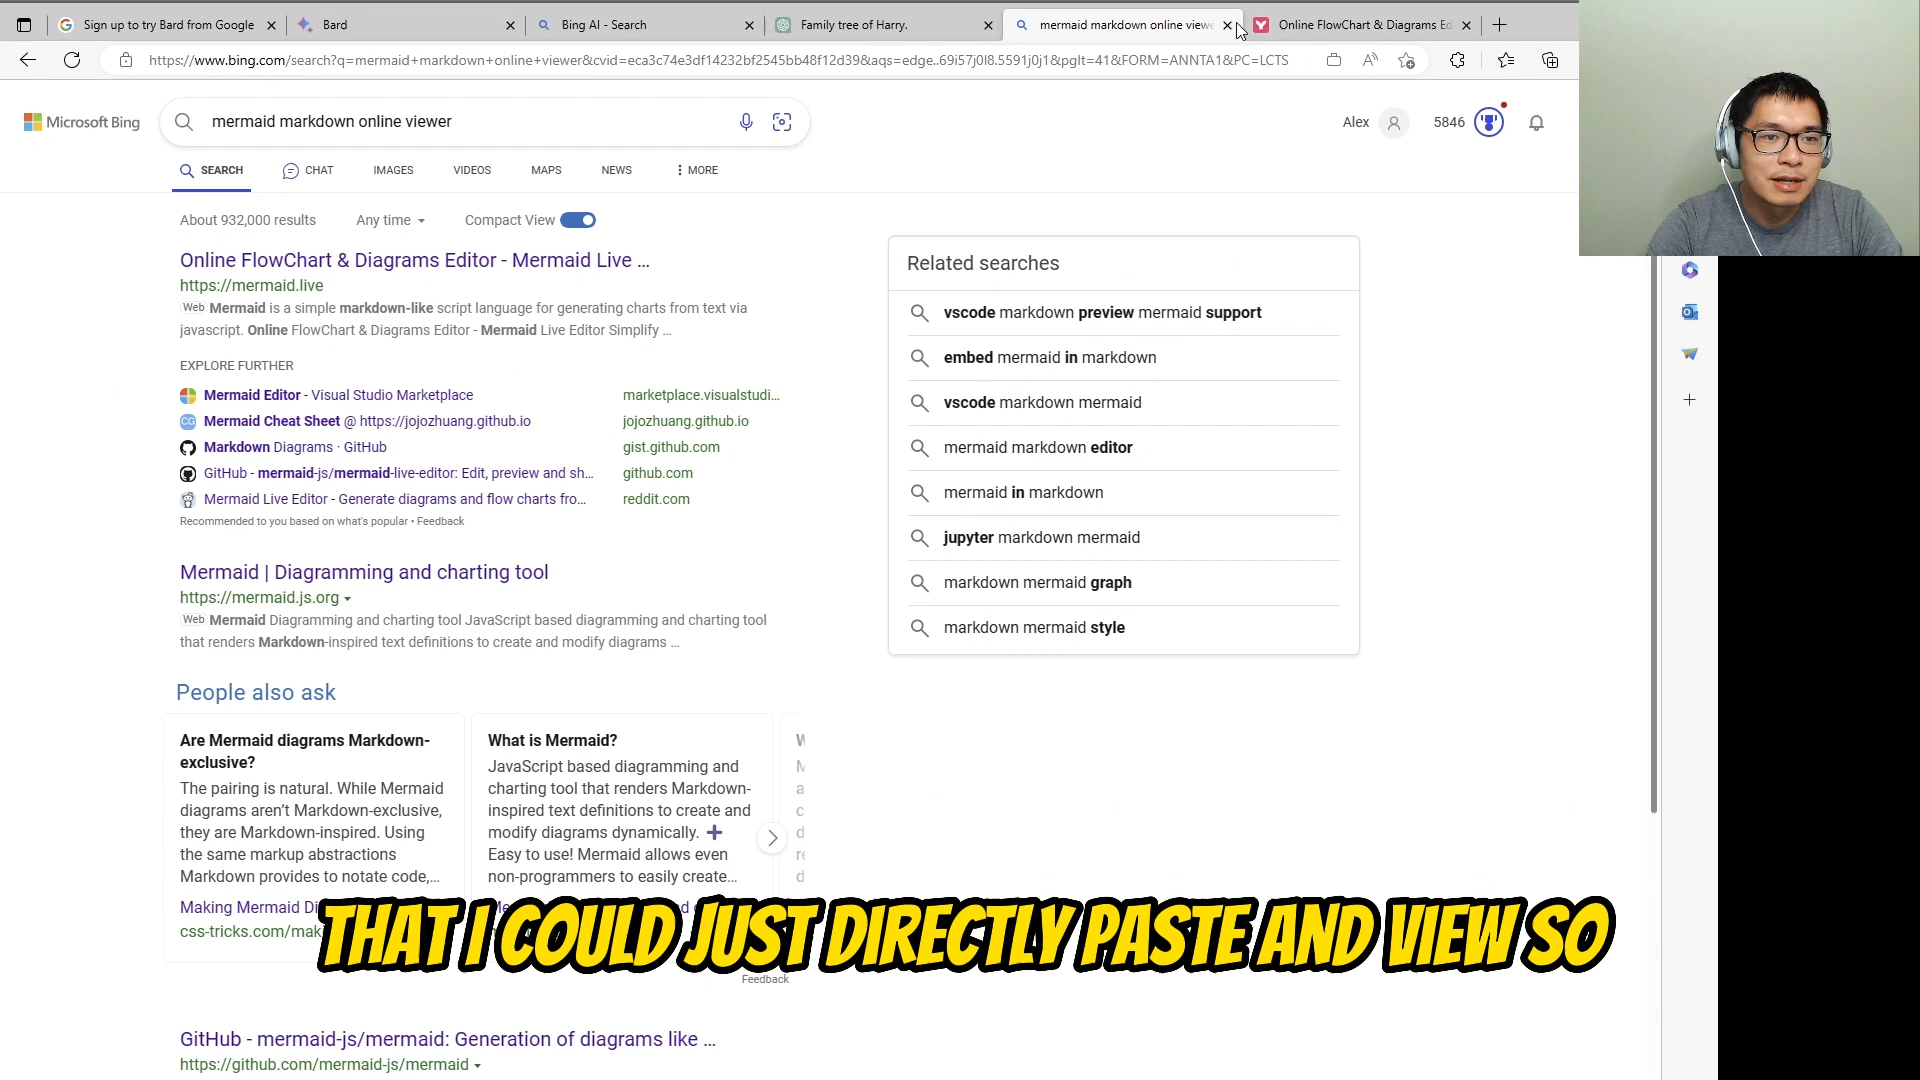 Sign up to try Bard from Google
Bard
Bing AI - Search
Family tree of Harry.
mermaid markdown online viewe
Online FlowChart & Diagrams Ed
https://www.bing.com/search?q=mermaid+markdown+online+viewer&cvid=eca3c74e3df14232bf2545bb48f12d39&aqs=edge..69i57j0l8.5591j0j1&pglt=41&FORM=ANNTA1&PC=LCTS
Microsoft Bing
mermaid markdown online viewer
Alex
5846
SEARCH
CHAT
IMAGES
VIDEOS
MAPS
NEWS
MORE
About 932,000 results
Any time
Compact View
Online FlowChart & Diagrams Editor - Mermaid Live ...
https://mermaid.live
Web Mermaid is a simple markdown-like script language for generating charts from text via
javascript. Online FlowChart & Diagrams Editor - Mermaid Live Editor Simplify ...
EXPLORE FURTHER
Mermaid Editor - Visual Studio Marketplace
marketplace.visualstudi...
Mermaid Cheat Sheet @ https://jojozhuang.github.io
jojozhuang.github.io
Markdown Diagrams · GitHub
gist.github.com
GitHub - mermaid-js/mermaid-live-editor: Edit, preview and sh...
github.com
Mermaid Live Editor - Generate diagrams and flow charts fro...
reddit.com
Recommended to you based on what's popular • Feedback
Mermaid | Diagramming and charting tool
https://mermaid.js.org
Web Mermaid Diagramming and charting tool JavaScript based diagramming and charting tool
that renders Markdown-inspired text definitions to create and modify diagrams ...
People also ask
Are Mermaid diagrams Markdown-
exclusive?
The pairing is natural. While Mermaid
diagrams aren't Markdown-exclusive,
they are Markdown-inspired. Using
the same markup abstractions
Markdown provides to notate code,...
Making Mermaid Di
css-tricks.com/mak
What is Mermaid?
JavaScript based diagramming and
charting tool that renders Markdown-
inspired text definitions to create and
modify diagrams dynamically.
Easy to use! Mermaid allows even
non-programmers to easily create...
Feedback
GitHub - mermaid-js/mermaid: Generation of diagrams like ...
https://github.com/mermaid-js/mermaid
Related searches
vscode markdown preview mermaid support
embed mermaid in markdown
vscode markdown mermaid
mermaid markdown editor
mermaid in markdown
jupyter markdown mermaid
markdown mermaid graph
markdown mermaid style
THAT I COULD JUST DIRECTLY PASTE AND VIEW SO